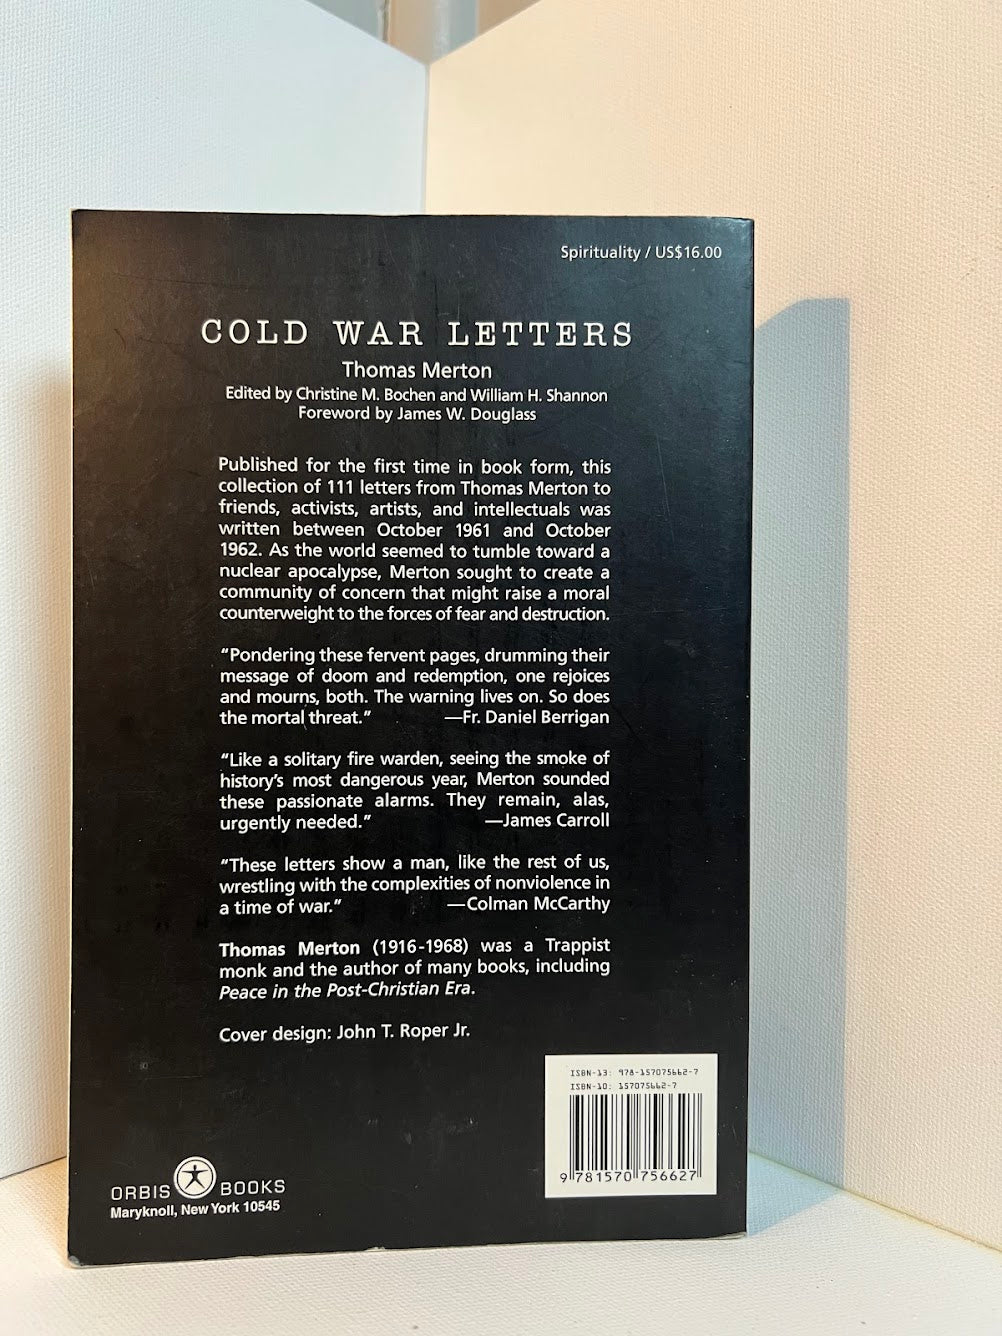 Spirituality / US$16.00
COLD WAR LETTERS
Thomas Merton
Edited by Christine M. Bochen and William H. Shannon
Foreword by James W. Douglass
Published for the first time in book form, this
collection of 111 letters from Thomas Merton to
friends, activists, artists, and intellectuals was
written between October 1961 and October
1962. As the world seemed to tumble toward a
nuclear apocalypse, Merton sought to create a
community of concern that might raise a moral
counterweight to the forces of fear and destruction.
“Pondering these fervent pages, drumming their
message of doom and redemption, one rejoices
and mourns, both. The warning lives on. So does
the mortal threat.” —Fr. Daniel Berrigan
“Like a solitary fire warden, seeing the smoke of
history’s most dangerous year, Merton sounded
these passionate alarms. They remain, alas,
urgently needed.” —James Carroll
“These letters show a man, like the rest of us,
wrestling with the complexities of nonviolence in
a time of war.” —Colman McCarthy
Thomas Merton (1916-1968) was a Trappist
monk and the author of many books, including
Peace in the Post-Christian Era.
Cover design: John T. Roper Jr.
ISBN-13: 978-157075662-7
ISBN-10: 157075662-7
9 781570 756627
ORBIS BOOKS
Maryknoll, New York 10545